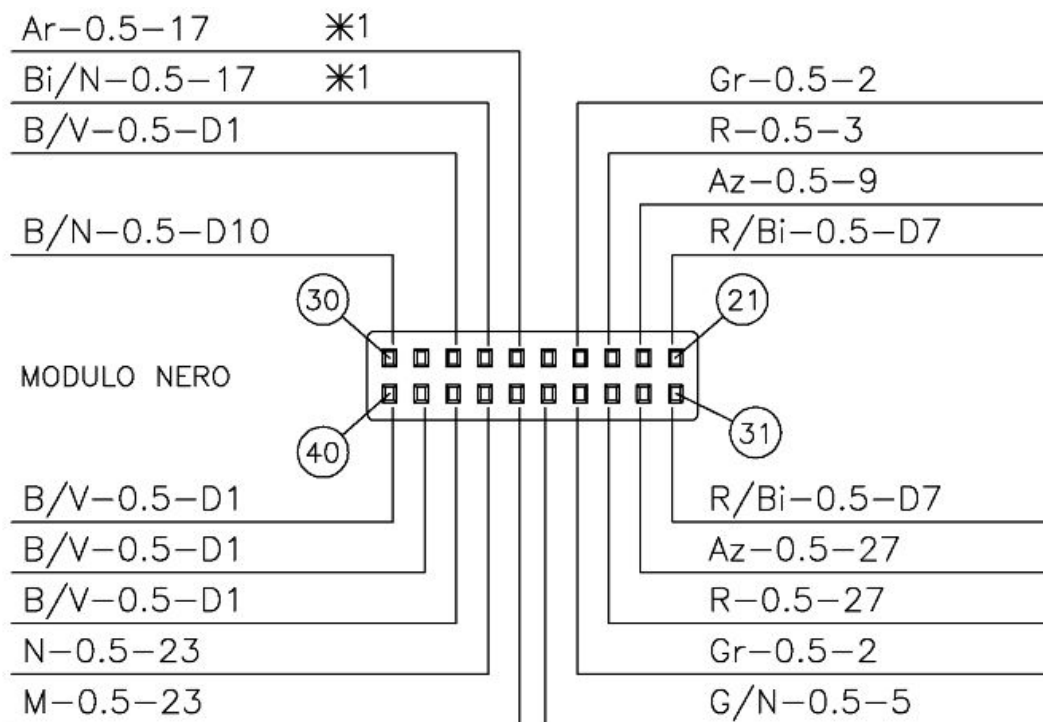 Ar-0.5-17 ✳1
Bi/N-0.5-17 ✳1
B/V-0.5-D1
B/N-0.5-D10
Gr-0.5-2
R-0.5-3
Az-0.5-9
R/Bi-0.5-D7
30
21
MODULO NERO
40
31
B/V-0.5-D1
B/V-0.5-D1
B/V-0.5-D1
N-0.5-23
M-0.5-23
R/Bi-0.5-D7
Az-0.5-27
R-0.5-27
Gr-0.5-2
G/N-0.5-5